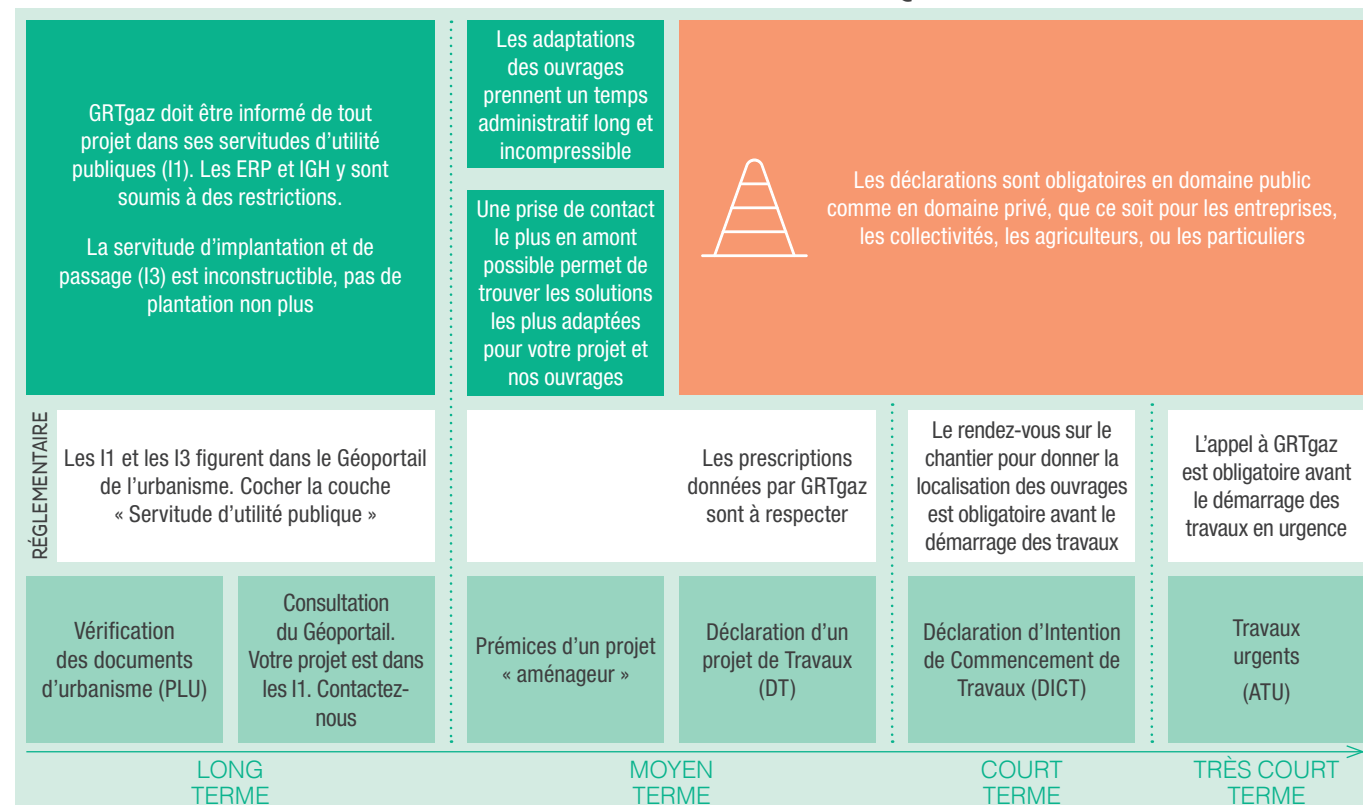 GRTgaz doit être informé de tout
projet dans ses servitudes d'utilité
publiques (I1). Les ERP et IGH y sont
soumis à des restrictions.
La servitude d'implantation et de
passage (I3) est inconstructible, pas de
plantation non plus
Les adaptations
des ouvrages
prennent un temps
administratif long et
incompressible
Une prise de contact
le plus en amont
possible permet de
trouver les solutions
les plus adaptées
pour votre projet et
nos ouvrages
Les déclarations sont obligatoires en domaine public
comme en domaine privé, que ce soit pour les entreprises,
les collectivités, les agriculteurs, ou les particuliers
RÉGLEMENTAIRE
Les I1 et les I3 figurent dans le Géoportail
de l'urbanisme. Cocher la couche
« Servitude d'utilité publique »
Les prescriptions
données par GRTgaz
sont à respecter
Le rendez-vous sur le
chantier pour donner la
localisation des ouvrages
est obligatoire avant le
démarrage des travaux
L'appel à GRTgaz
est obligatoire avant
le démarrage des
travaux en urgence
Vérification
des documents
d'urbanisme (PLU)
Consultation
du Géoportail.
Votre projet est dans
les I1. Contactez-
nous
Prémices d'un projet
« aménageur »
Déclaration d'un
projet de Travaux
(DT)
Déclaration d'Intention
de Commencement de
Travaux (DICT)
Travaux
urgents
(ATU)
LONG
TERME
MOYEN
TERME
COURT
TERME
TRÈS COURT
TERME